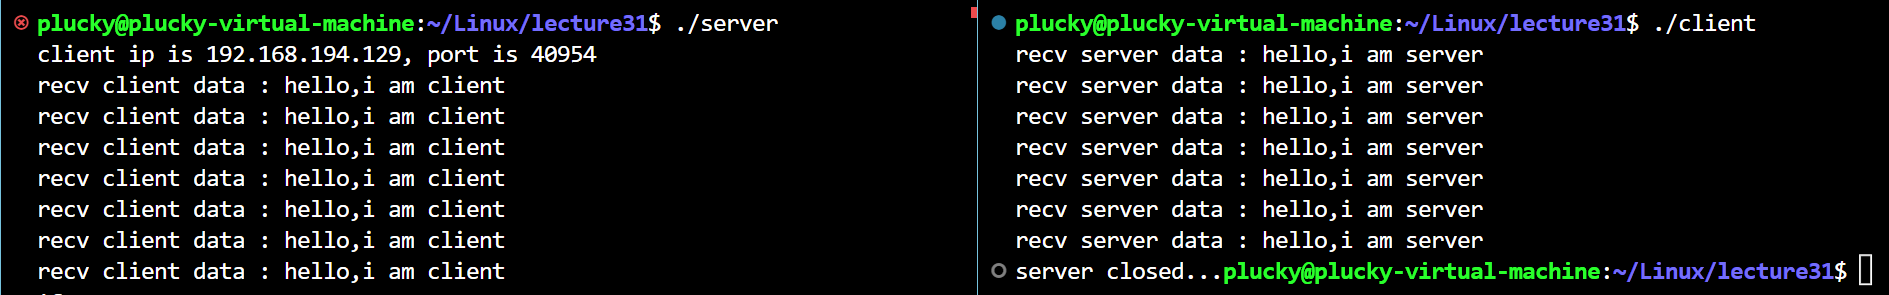 plucky@plucky-virtual-machine:~/Linux/lecture31$ ./server
client ip is 192.168.194.129, port is 40954
recv client data : hello,i am client
recv client data : hello,i am client
recv client data : hello,i am client
recv client data : hello,i am client
recv client data : hello,i am client
recv client data : hello,i am client
recv client data : hello,i am client
plucky@plucky-virtual-machine:~/Linux/lecture31$ ./client
recv server data : hello,i am server
recv server data : hello,i am server
recv server data : hello,i am server
recv server data : hello,i am server
recv server data : hello,i am server
recv server data : hello,i am server
recv server data : hello,i am server
server closed...plucky@plucky-virtual-machine:~/Linux/lecture31$